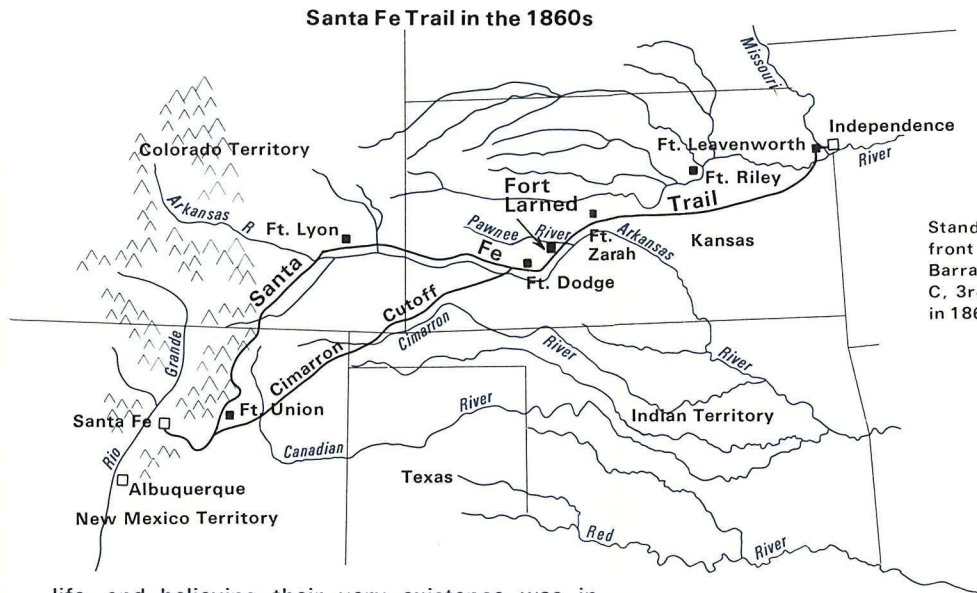 Santa Fe Trail in the 1860s
Missouri
Independence
River
Ft. Leavenworth
Ft. Riley
Colorado Territory
Fort
Larned
Trail
Arkansas
R
Ft. Lyon
Pawnee River
Ft.
Zarah
Arkansas
Kansas
Fe
Ft. Dodge
Santa
Cutoff
Cimarron
Cimarron
River
River
Grande
Rio
Santa Fe
Ft. Union
Canadian
River
Indian Territory
Albuquerque
New Mexico Territory
Texas
Red
River
Stand
front
Barra
C, 3r
in 186
life, and believing their very existence was in